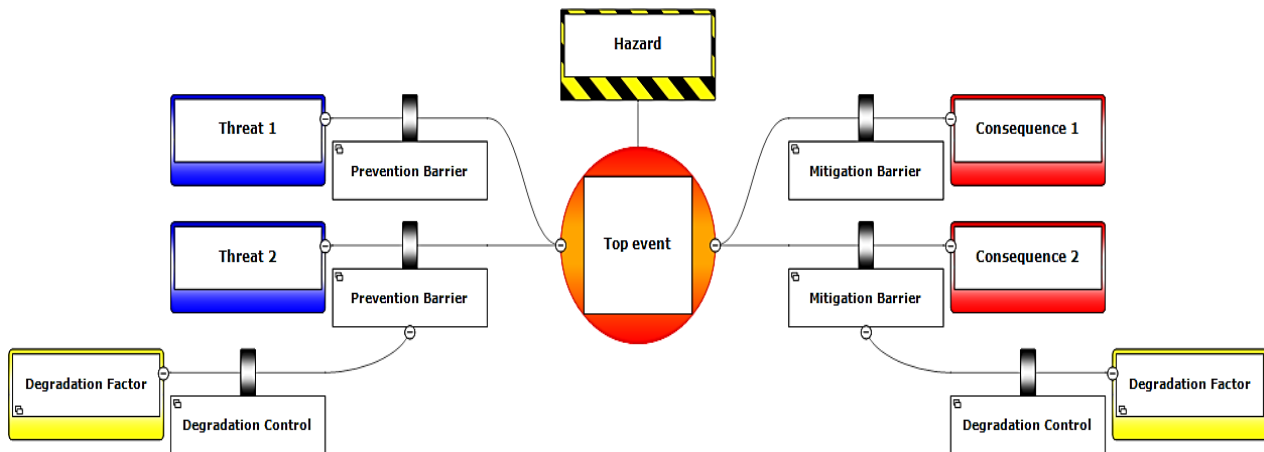 Hazard
Threat 1
Consequence 1
Prevention Barrier
Mitigation Barrier
Threat 2
Top event
Consequence 2
Prevention Barrier
Mitigation Barrier
Degradation Factor
Degradation Factor
Degradation Control
Degradation Control